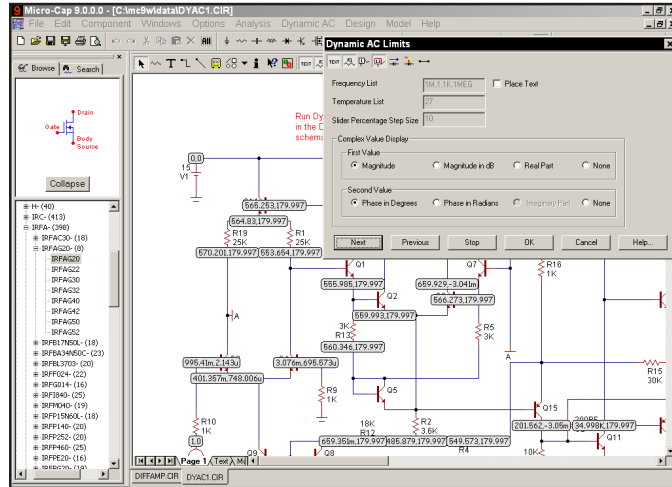 Micro-Cap 9.0.0.0 - [C:\mc9w\data\DYAC1.CIR]
File Edit Component Windows Options Analysis Dynamic AC Design Model Help
Browse Search
Drain
Gate
Body
Source
Collapse
H- (40)
IRC- (413)
IRFA- (398)
IRFAC30- (18)
IRFAG20- (8)
IRFAG20
IRFAG22
IRFAG30
IRFAG32
IRFAG40
IRFAG42
IRFAG50
IRFAG52
IRFB17N50L- (18)
IRFBA34N50C- (23)
IRFBL3703- (20)
IRFF024- (22)
IRFG014- (16)
IRFI840- (25)
IRFM040- (19)
IRFP15N60L- (18)
IRFP140- (20)
IRFP252- (20)
IRFP460- (25)
IRFPE20- (16)
Dynamic AC Limits
TEXT
Frequency List 1M,1,1K,1MEG Place Text
Temperature List 27
Slider Percentage Step Size 10
Complex Value Display
First Value
Magnitude Magnitude in dB Real Part None
Second Value
Phase in Degrees Phase in Radians Imaginary Part None
Next Previous Stop OK Cancel Help...
Run Dy
in the D
schem
0,0
15
V1
565.253,179.997
564.83,179.997
R19
25K
R1
25K
570.201,179.997
553.654,179.997
Q1
Q7
659.929,-3.041m
R16
1K
555.985,179.997
Q2
566.273,179.997
559.993,179.997
A
3K
R13
R5
3K
560.346,179.997
A
995.41m,2.143u
3.076m,695.573u
401.357m,748.006u
R15
30K
R9
1K
Q5
Q15
R10
1K
18K
R12
R2
3.6K
201.562,-3.05m
34.998K,179.997
1,0
659.351m,179.997
485.879,179.997
549.573,179.997
Q11
Q9
Q8
R4
10K
Page 1 Text
DIFFAMP.CIR DYAC1.CIR